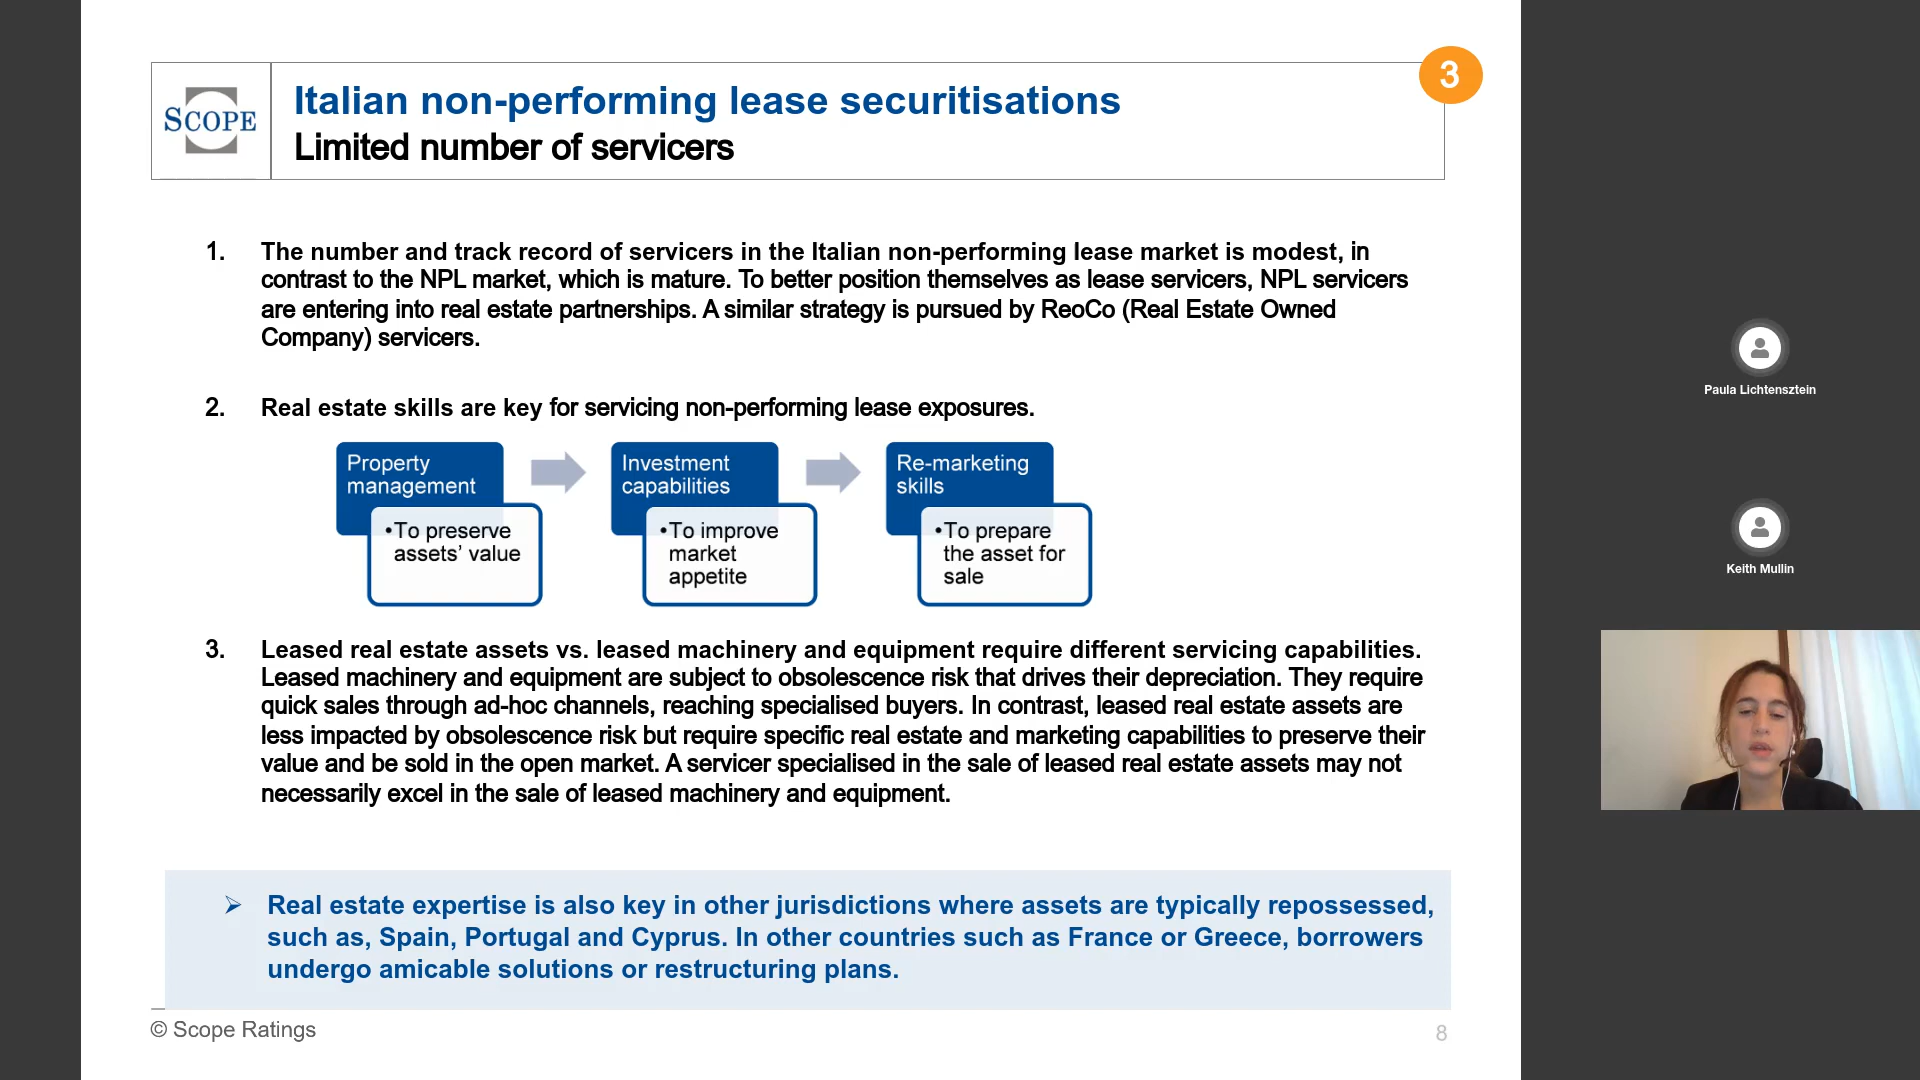 3
SCOPE
Italian non-performing lease securitisations
Limited number of servicers
1. The number and track record of servicers in the Italian non-performing lease market is modest, in
contrast to the NPL market, which is mature. To better position themselves as lease servicers, NPL servicers
are entering into real estate partnerships. A similar strategy is pursued by ReoCo (Real Estate Owned
Company) servicers.
2. Real estate skills are key for servicing non-performing lease exposures.
Property
management
•To preserve
assets’ value
Investment
capabilities
•To improve
market
appetite
Re-marketing
skills
•To prepare
the asset for
sale
3. Leased real estate assets vs. leased machinery and equipment require different servicing capabilities.
Leased machinery and equipment are subject to obsolescence risk that drives their depreciation. They require
quick sales through ad-hoc channels, reaching specialised buyers. In contrast, leased real estate assets are
less impacted by obsolescence risk but require specific real estate and marketing capabilities to preserve their
value and be sold in the open market. A servicer specialised in the sale of leased real estate assets may not
necessarily excel in the sale of leased machinery and equipment.
➢ Real estate expertise is also key in other jurisdictions where assets are typically repossessed,
such as, Spain, Portugal and Cyprus. In other countries such as France or Greece, borrowers
undergo amicable solutions or restructuring plans.
© Scope Ratings
8
Paula Lichtensztein
Keith Mullin